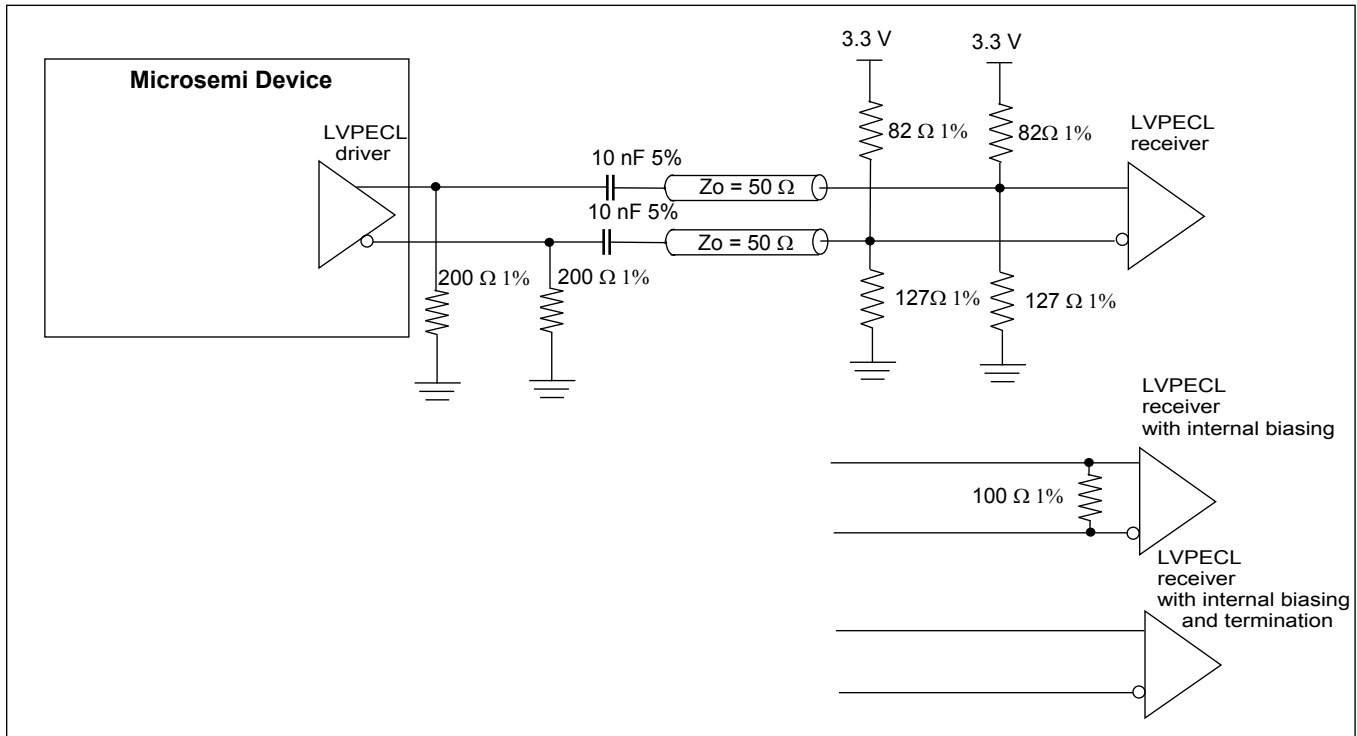 3.3 V
3.3 V
Microsemi Device
LVPECL
driver
82 Ω 1%
82Ω 1%
LVPECL
receiver
10 nF 5%
Zo = 50 Ω
10 nF 5%
Zo = 50 Ω
200 Ω 1%
200 Ω 1%
127Ω 1%
127 Ω 1%
LVPECL
receiver
with internal biasing
100 Ω 1%
LVPECL
receiver
with internal biasing
and termination